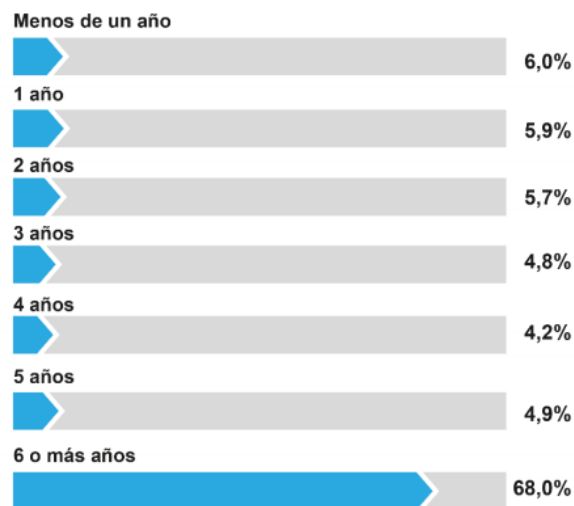 Menos de un año
6,0%
1 año
5,9%
2 años
5,7%
3 años
4,8%
4 años
4,2%
5 años
4,9%
6 o más años
68,0%